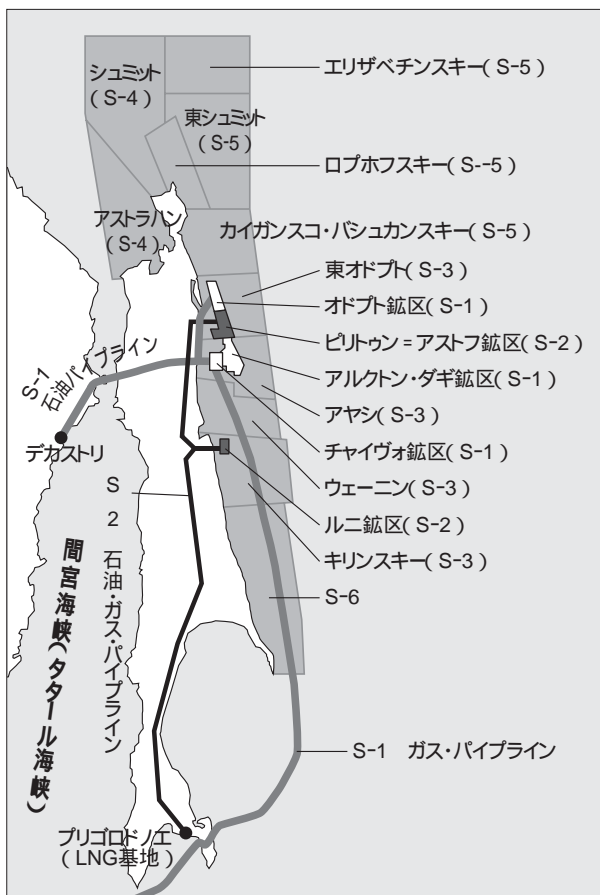 シュミット
(S-4)
エリザベチンスキー(S-5)
東シュミット
(S-5)
ロプホフスキー(S--5)
アストラハン
(S-4)
カイガンスコ・バシュカンスキー(S-5)
東オドプト(S-3)
オドプト鉱区(S-1)
ピリトゥン=アストフ鉱区(S-2)
アルクトン・ダギ鉱区(S-1)
アヤシ(S-3)
チャイヴォ鉱区(S-1)
ウェーニン(S-3)
ルニ鉱区(S-2)
キリンスキー(S-3)
S-6
S-1
石油パイプライン
デカストリ
S2 石油・ガス・パイプライン
間宮海峡(タタール海峡)
S-1 ガス・パイプライン
プリゴロドノエ
(LNG基地)